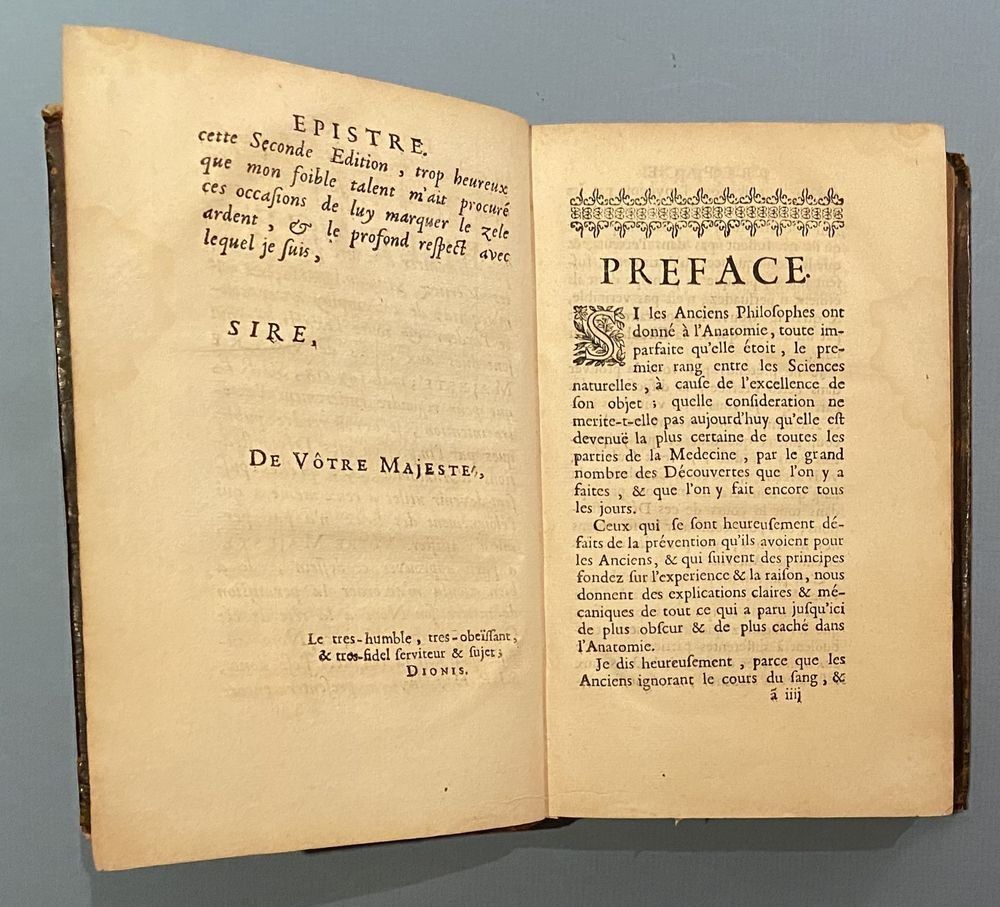 EPISTRE.
cette Seconde Edition, trop heureux
que mon foible talent m'ait procuré
ces occaſions de luy marquer le zele
ardent, & le profond reſpect avec
lequel je ſuis,
SIRE,
DE VÔTRE MAJESTE',
Le tres-humble, tres-obeïſſant,
& tres-fidel ſerviteur & ſujet;
DIONIS.
PREFACE.
SI les Anciens Philoſophes ont
donné à l'Anatomie, toute im-
parfaite qu'elle étoit, le pre-
mier rang entre les Sciences
naturelles, à cauſe de l'excellence de
ſon objet; quelle conſideration ne
merite-t-elle pas aujourd'huy qu'elle eſt
devenuë la plus certaine de toutes les
parties de la Medecine, par le grand
nombre des Découvertes que l'on y a
faites, & que l'on y fait encore tous
les jours.
Ceux qui ſe ſont heureuſement dé-
faits de la prévention qu'ils avoient pour
les Anciens, & qui ſuivent des principes
fondez ſur l'experience & la raiſon, nous
donnent des explications claires & mé-
caniques de tout ce qui a paru juſqu'ici
de plus obſcur & de plus caché dans
l'Anatomie.
Je dis heureuſement, parce que les
Anciens ignorant le cours du ſang, &
ã iiij